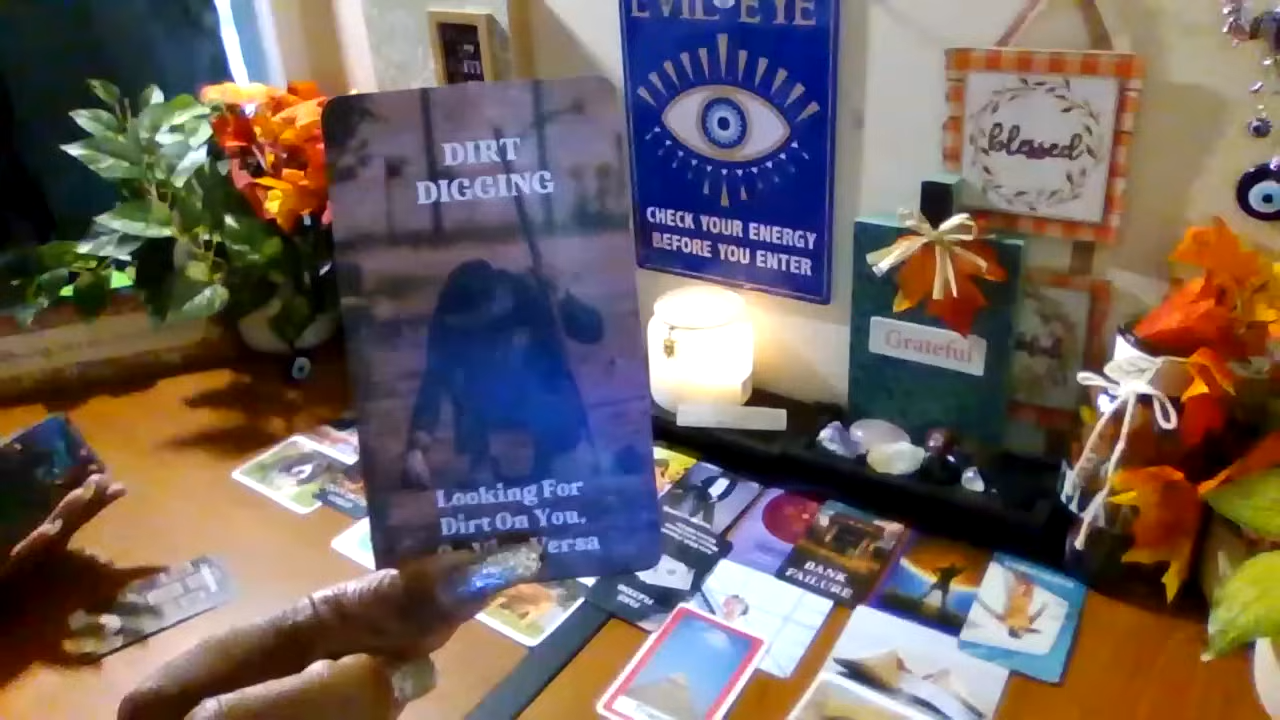 EVIL EYE
CHECK YOUR ENERGY
BEFORE YOU ENTER
blessed
Grateful
DIRT
DIGGING
Looking For
Dirt On You,
Versa
BANK
FAILURE